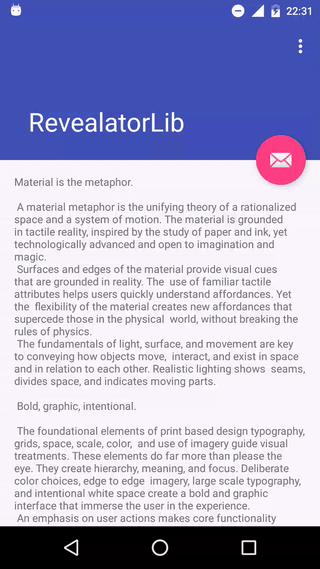 22:31
RevealatorLib
Material is the metaphor.
A material metaphor is the unifying theory of a rationalized
space and a system of motion. The material is grounded
in tactile reality, inspired by the study of paper and ink, yet
technologically advanced and open to imagination and
magic.
Surfaces and edges of the material provide visual cues
that are grounded in reality. The  use of familiar tactile
attributes helps users quickly understand affordances. Yet
the  flexibility of the material creates new affordances that
supercede those in the physical  world, without breaking the
rules of physics.
The fundamentals of light, surface, and movement are key
to conveying how objects move,  interact, and exist in space
and in relation to each other. Realistic lighting shows  seams,
divides space, and indicates moving parts.
Bold, graphic, intentional.
The foundational elements of print based design typography,
grids, space, scale, color,  and use of imagery guide visual
treatments. These elements do far more than please the
eye. They create hierarchy, meaning, and focus. Deliberate
color choices, edge to edge  imagery, large scale typography,
and intentional white space create a bold and graphic
interface that immerse the user in the experience.
An emphasis on user actions makes core functionality